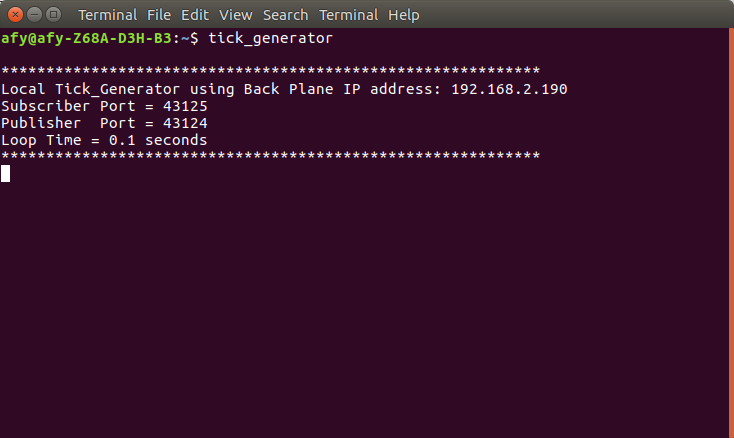 Terminal File Edit View Search Terminal Help
afy@afy-Z68A-D3H-B3:~$ tick_generator
************************************************************
Local Tick_Generator using Back Plane IP address: 192.168.2.190
Subscriber Port = 43125
Publisher  Port = 43124
Loop Time = 0.1 seconds
************************************************************